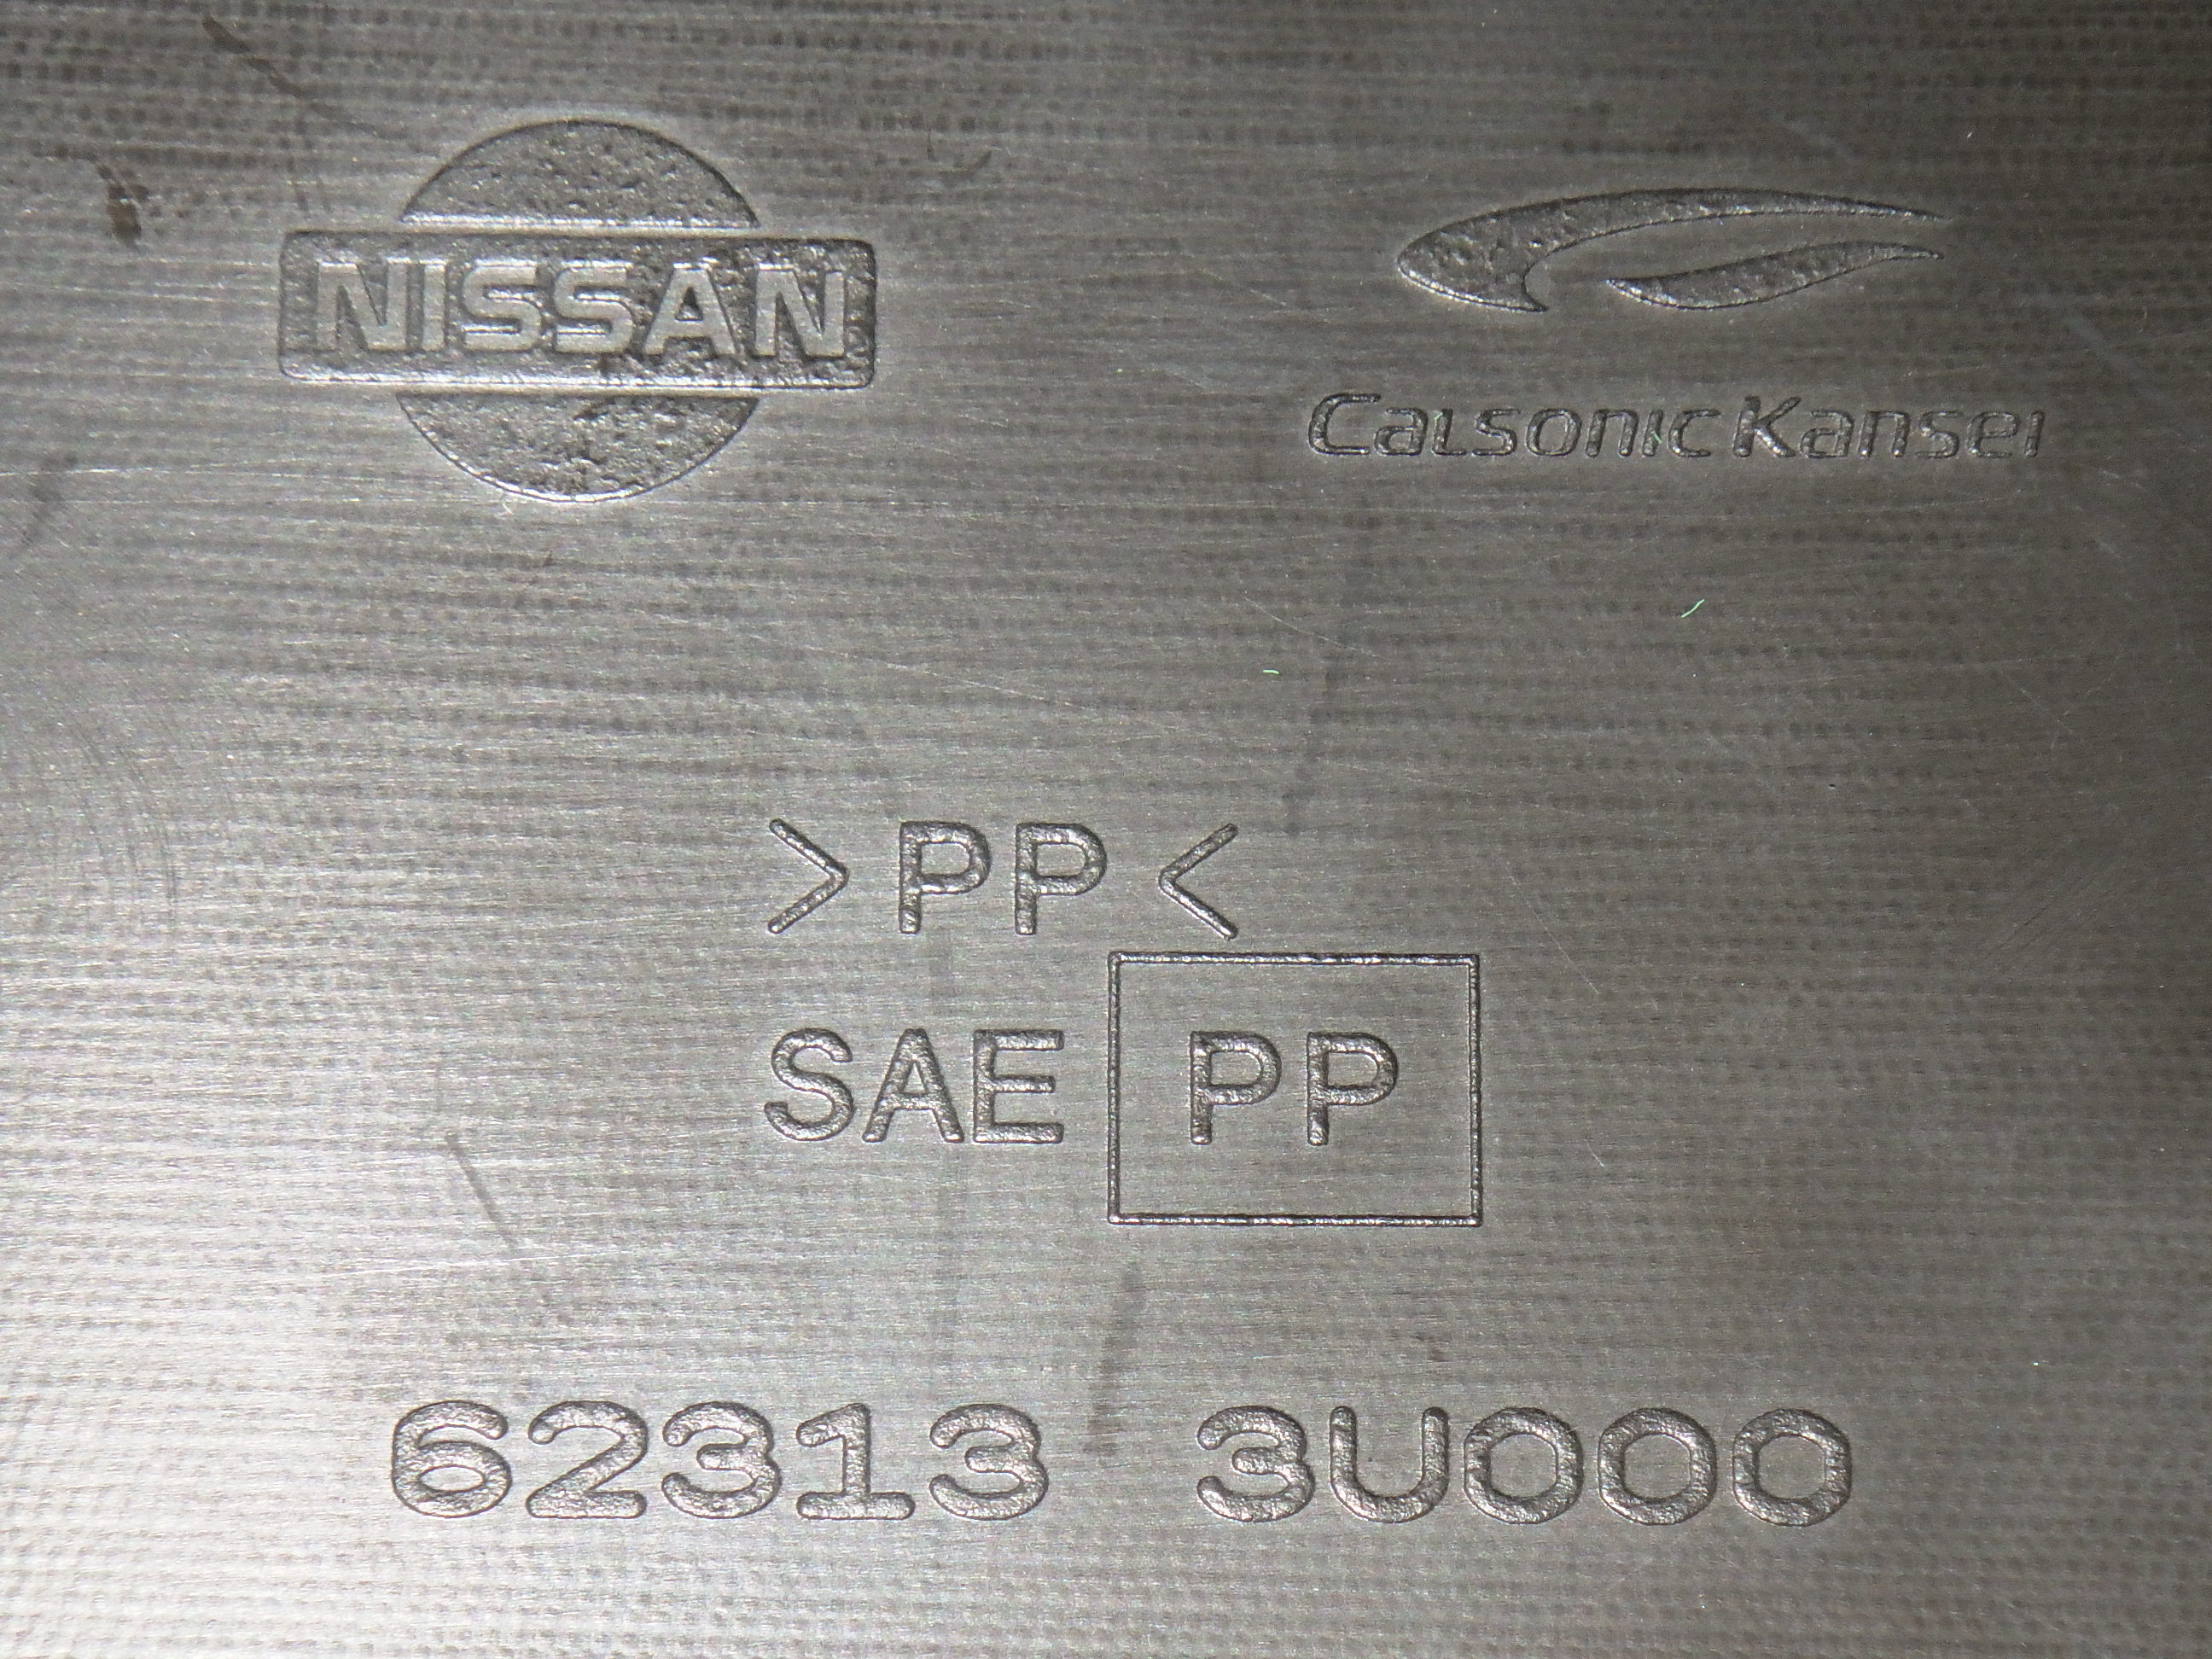 NISSAN
CalsonicKansei
>PP<
SAE PP
62313 3U000